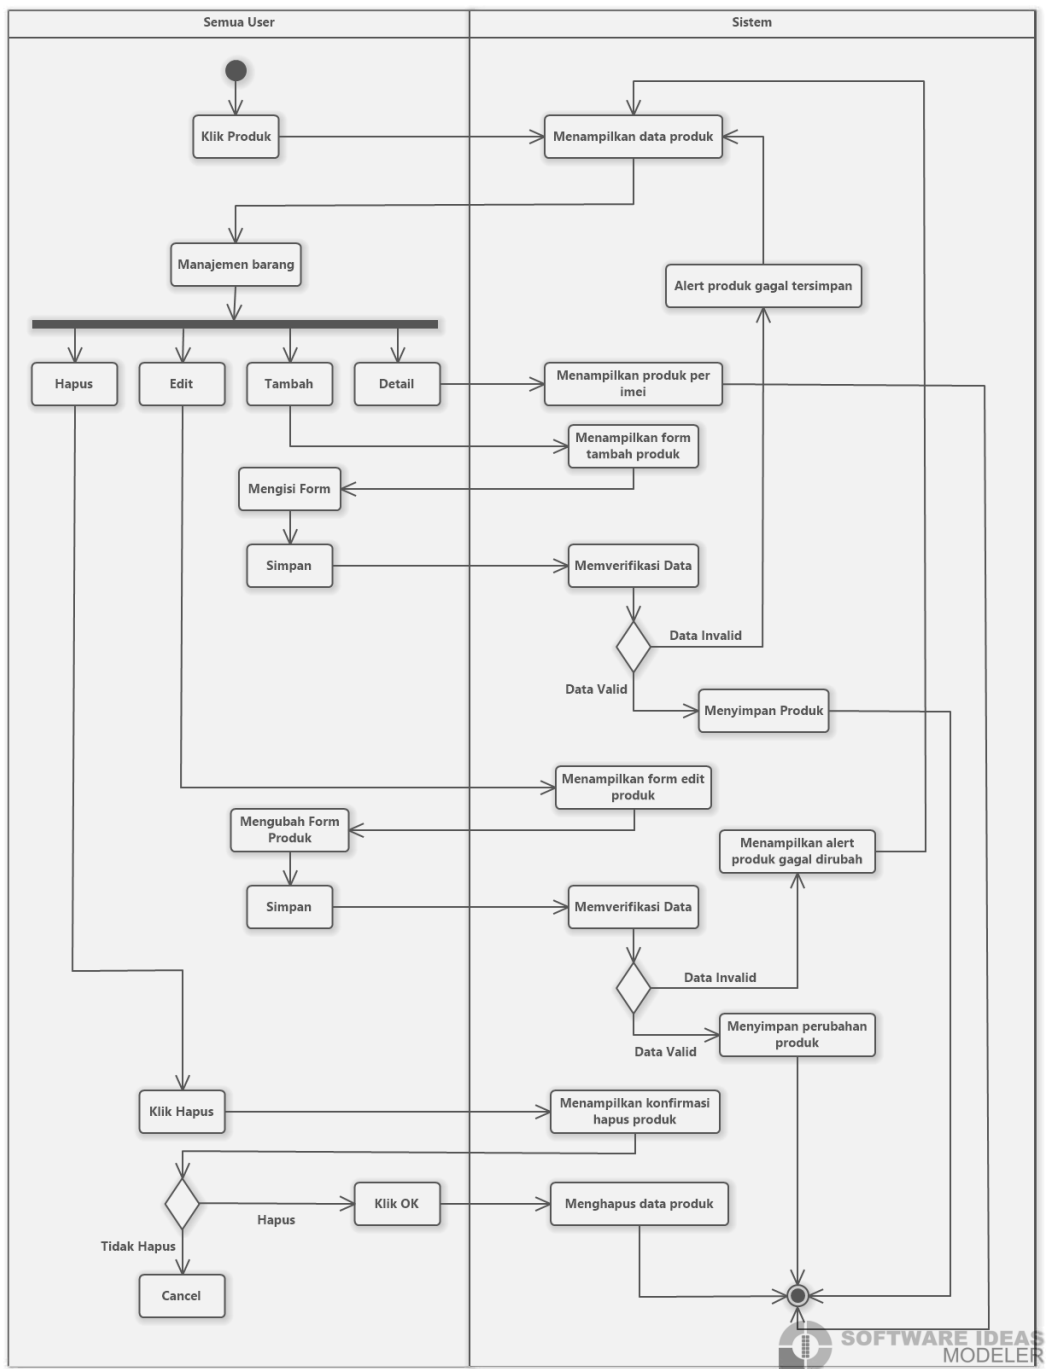 Semua User
Sistem
Klik Produk
Menampilkan data produk
Manajemen barang
Alert produk gagal tersimpan
Hapus
Edit
Tambah
Detail
Menampilkan produk per
imei
Menampilkan form
tambah produk
Mengisi Form
Simpan
Memverifikasi Data
Data Invalid
Data Valid
Menyimpan Produk
Menampilkan form edit
produk
Mengubah Form
Produk
Menampilkan alert
produk gagal dirubah
Simpan
Memverifikasi Data
Data Invalid
Menyimpan perubahan
produk
Data Valid
Klik Hapus
Menampilkan konfirmasi
hapus produk
Klik OK
Menghapus data produk
Hapus
Tidak Hapus
Cancel
SOFTWARE IDEAS
MODELER